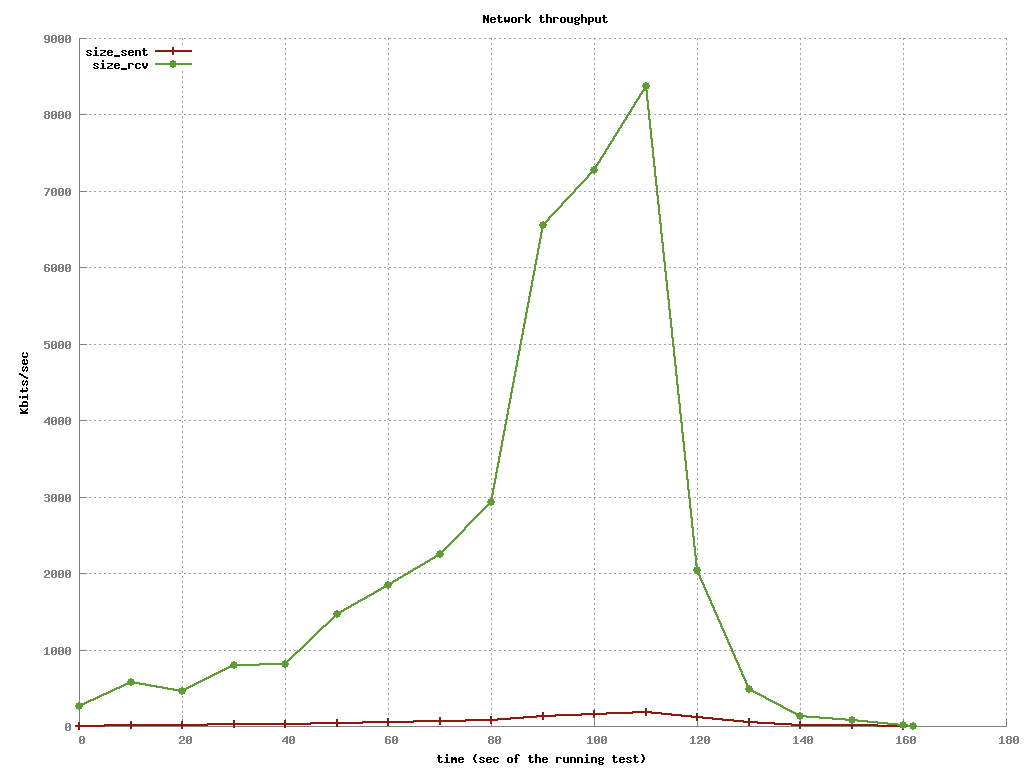 Network throughput
size_sent
size_rcv
9000
8000
7000
6000
5000
4000
3000
2000
1000
0
Kbits/sec
0 20 40 60 80 100 120 140 160 180
time (sec of the running test)